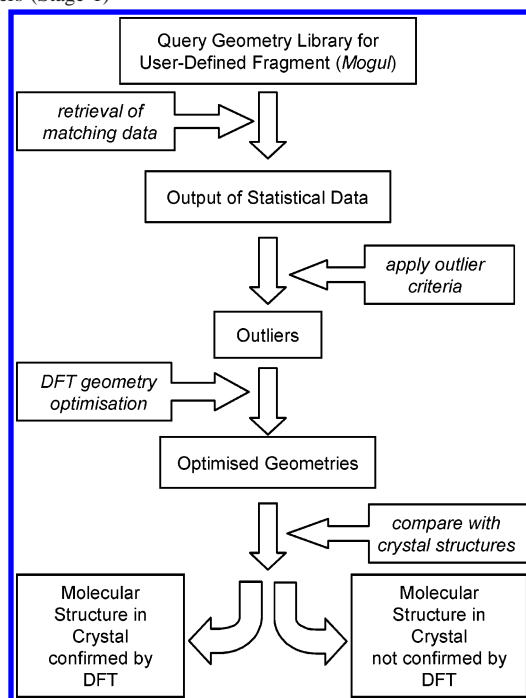 Query Geometry Library for
User-Defined Fragment (Mogul)
retrieval of
matching data
Output of Statistical Data
apply outlier
criteria
Outliers
DFT geometry
optimisation
Optimised Geometries
compare with
crystal structures
Molecular
Structure in
Crystal
confirmed by
DFT
Molecular
Structure in
Crystal
not confirmed by
DFT